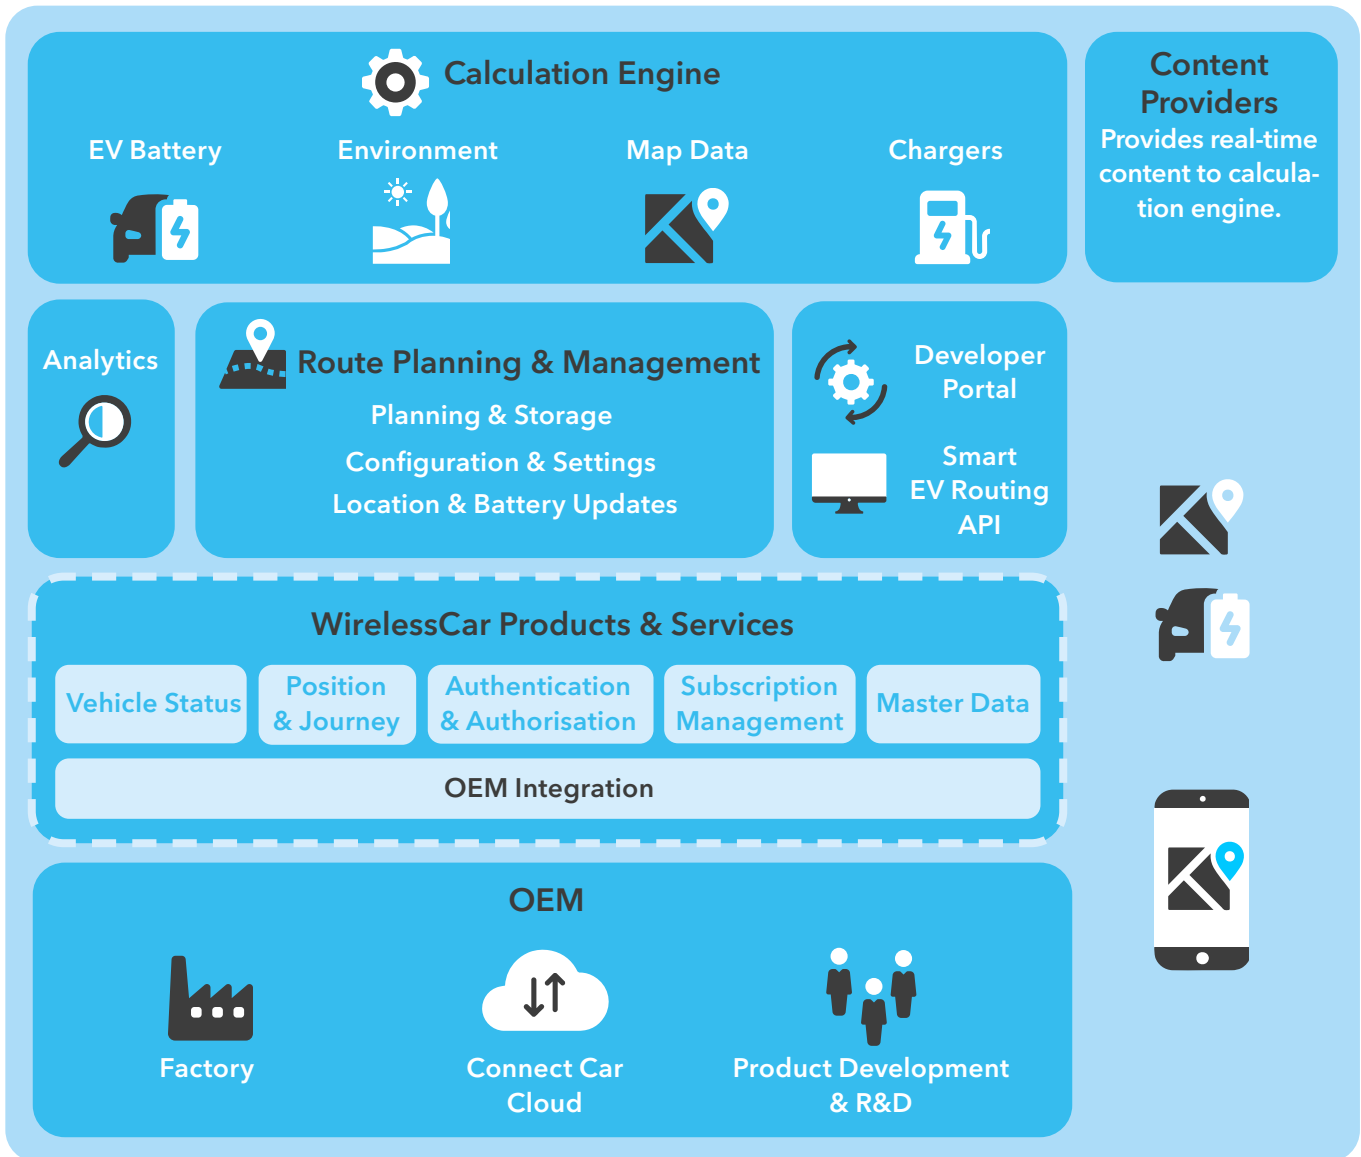 Calculation Engine
EV Battery
Environment
Map Data
Chargers
Content
Providers
Provides real-time
content to calcula-
tion engine.
Analytics
Route Planning & Management
Planning & Storage
Configuration & Settings
Location & Battery Updates
Developer
Portal
Smart
EV Routing
API
WirelessCar Products & Services
Vehicle Status
Position
& Journey
Authentication
& Authorisation
Subscription
Management
Master Data
OEM Integration
OEM
Factory
Connect Car
Cloud
Product Development
& R&D